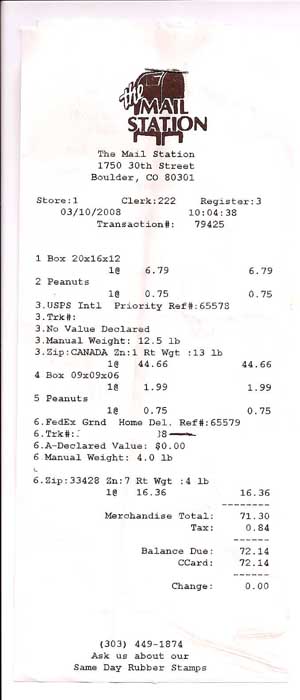 the
MAIL
STATION
The Mail Station
1750 30th Street
Boulder, CO 80301
Store:1 Clerk:222 Register:3
03/10/2008 10:04:38
Transaction#: 79425
1 Box 20x16x12
1@ 6.79 6.79
2 Peanuts
1@ 0.75 0.75
3.USPS Intl Priority Ref#:65578
3.Trk#:
3.No Value Declared
3.Manual Weight: 12.5 lb
3.Zip:CANADA Zn:1 Rt Wgt :13 lb
1@ 44.66 44.66
4 Box 09x09x06
1@ 1.99 1.99
5 Peanuts
1@ 0.75 0.75
6.FedEx Grnd Home Del. Ref#:65579
6.Trk#:
6.A-Declared Value: $0.00
6 Manual Weight: 4.0 lb
6.Zip:33428 Zn:7 Rt Wgt :4 lb
1@ 16.36 16.36
--------
Merchandise Total: 71.30
Tax: 0.84
------
Balance Due: 72.14
CCard: 72.14
------
Change: 0.00
(303) 449-1874
Ask us about our
Same Day Rubber Stamps